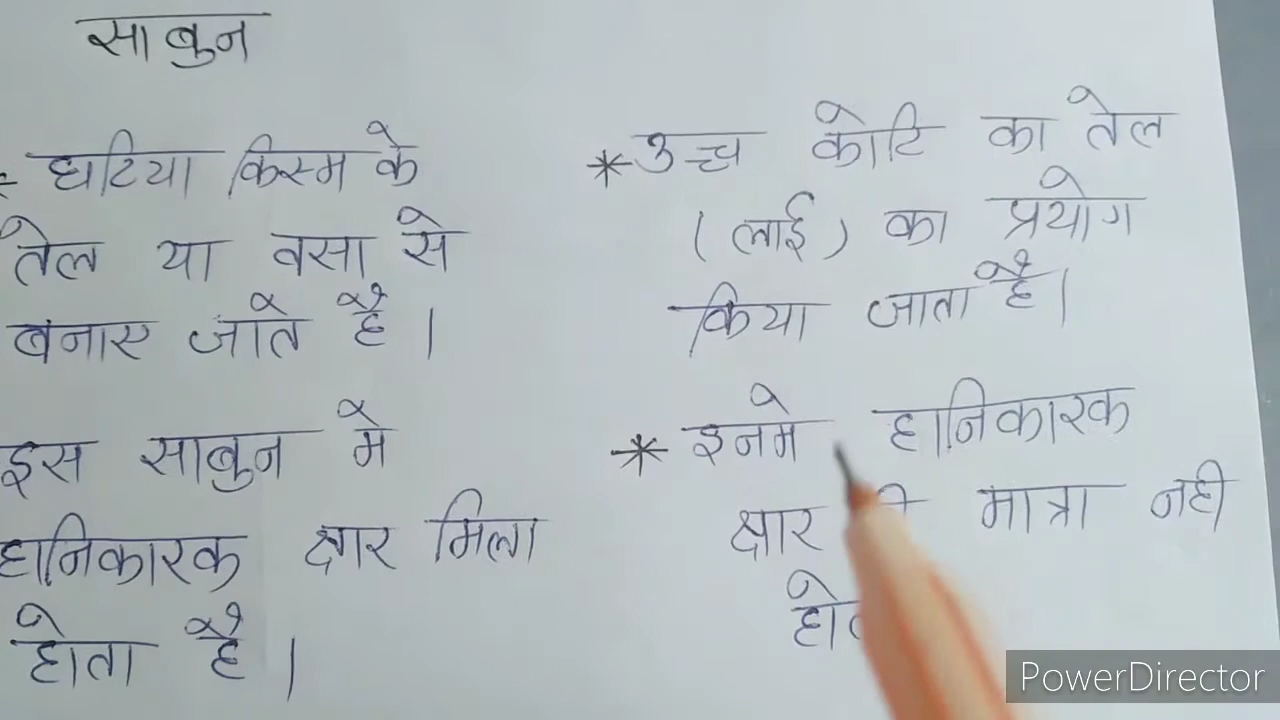 साबुन
घटिया किस्म के
तेल या वसा से
बनाए जाते है।
इस साबुन मे
हानिकारक क्षार मिला
होता है।
* उच्च कोटि का तेल
(लाई) का प्रयोग
किया जाता है।
* इनमे हानिकारक
क्षार मात्रा नही
PowerDirector